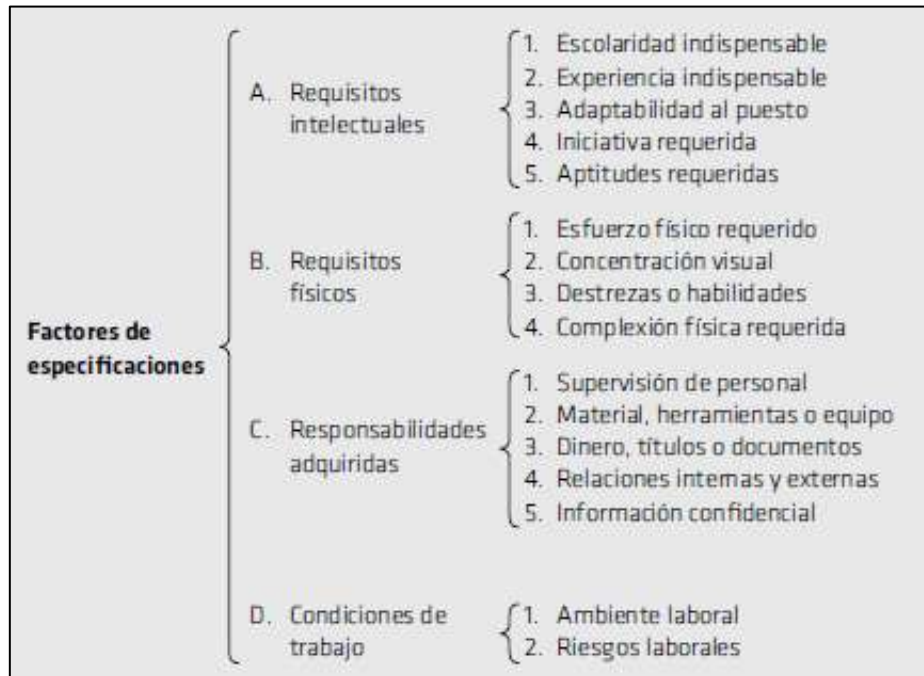 Factores de
especificaciones
A. Requisitos
intelectuales
1. Escolaridad indispensable
2. Experiencia indispensable
3. Adaptabilidad al puesto
4. Iniciativa requerida
5. Aptitudes requeridas
B. Requisitos
físicos
1. Esfuerzo físico requerido
2. Concentración visual
3. Destrezas o habilidades
4. Complexión física requerida
C. Responsabilidades
adquiridas
1. Supervisión de personal
2. Material, herramientas o equipo
3. Dinero, títulos o documentos
4. Relaciones internas y externas
5. Información confidencial
D. Condiciones de
trabajo
1. Ambiente laboral
2. Riesgos laborales